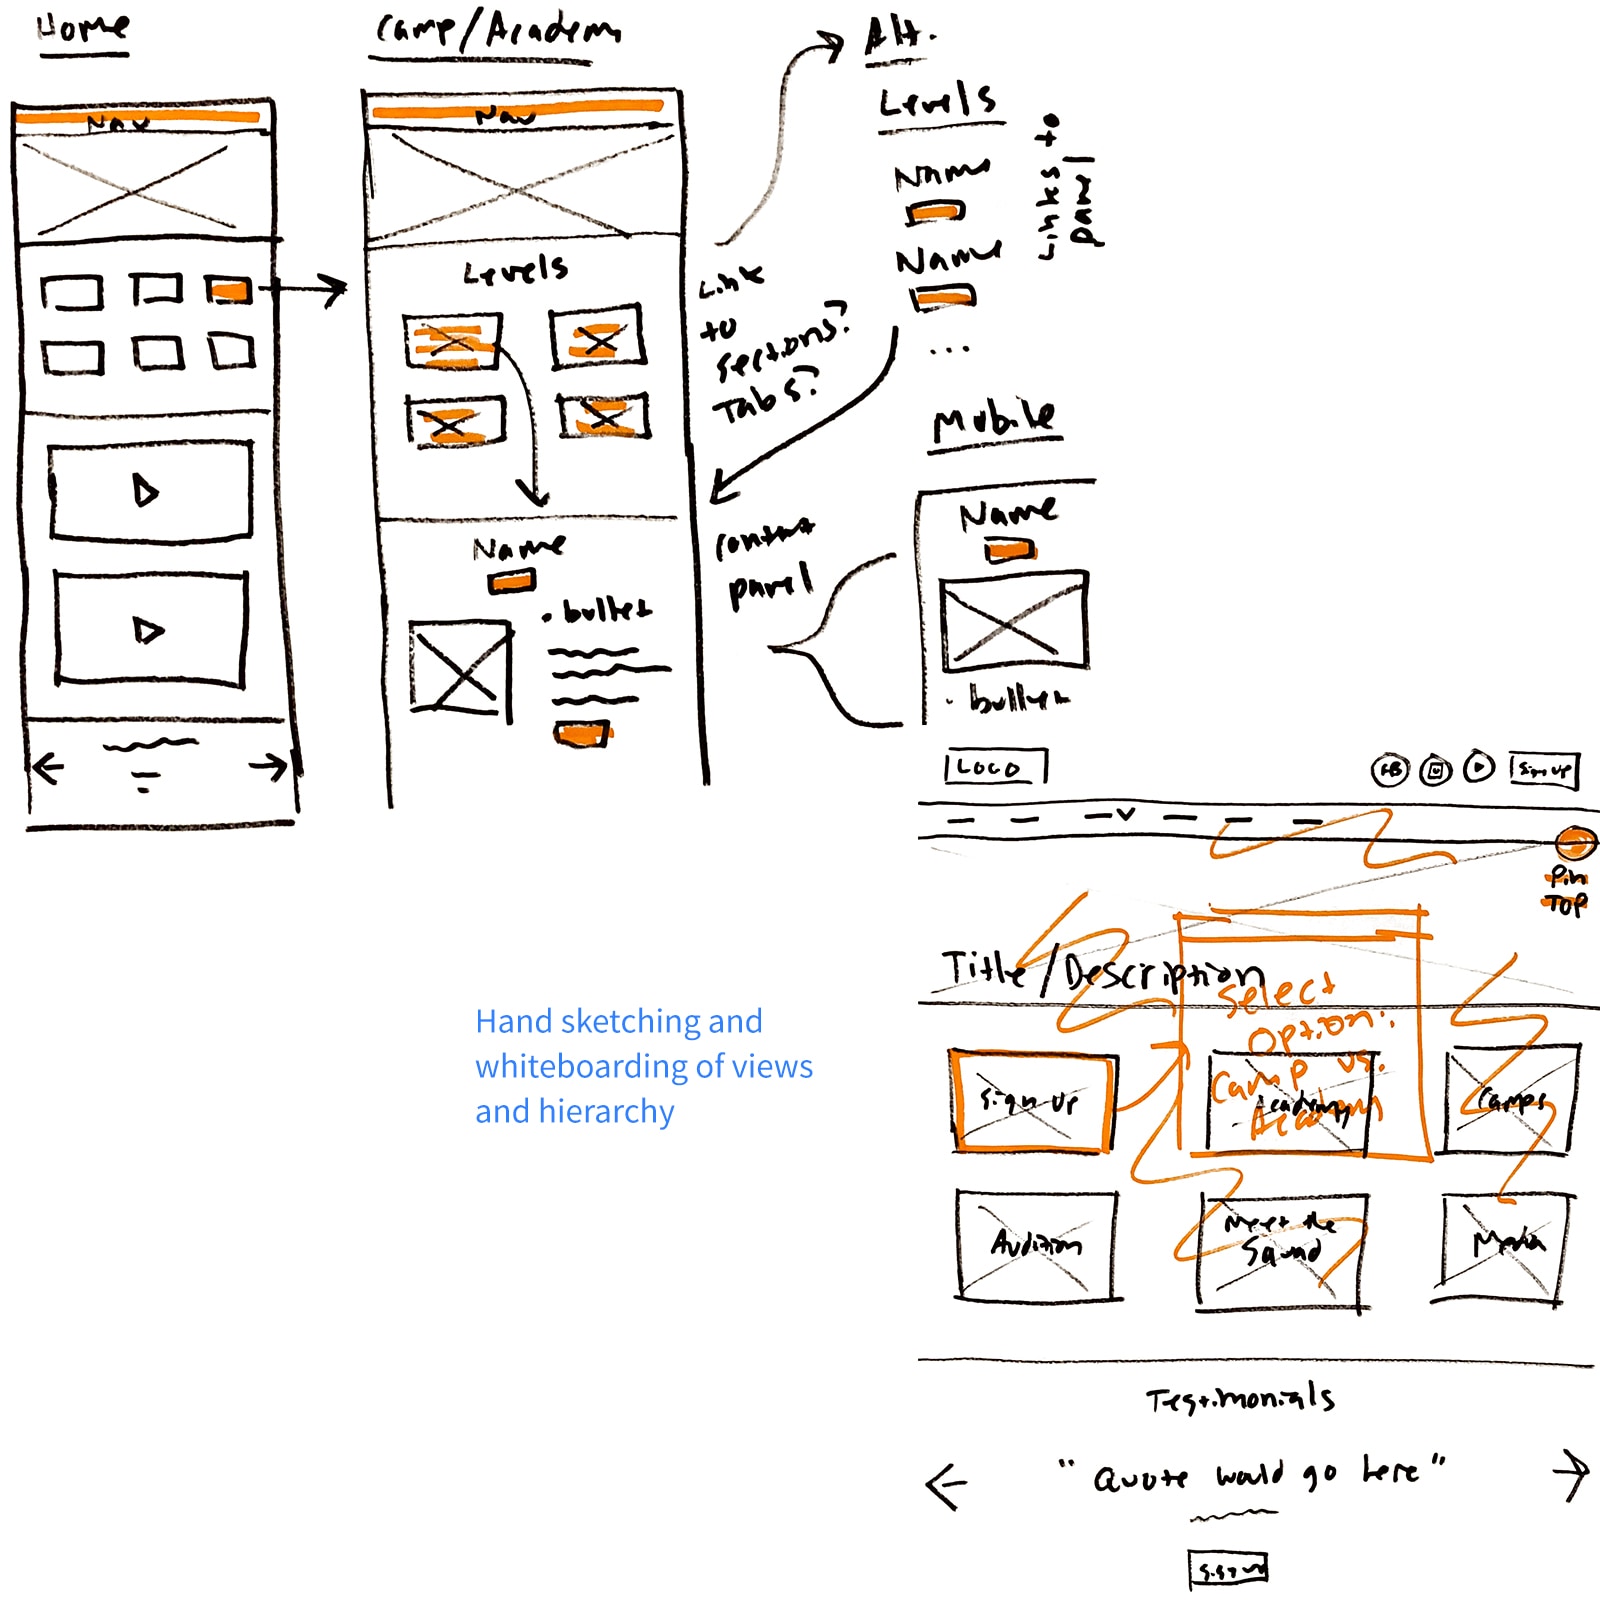 Home
Nav
Camp/Academy
Nav
Levels
Name
• bullet
Link
to
sections?
Tabs?
content
panel
Alt.
Levels
Name
Name
...
Links to
panel
Mobile
Name
• bullet
LOGO
FB
Sign up
Pin
TOP
Title/Description
Select
Option:
Camp vs.
Academy
Sign up
Academy
Camps
Audition
Meet the
Squad
Media
Testimonials
"Quote would go here"
Sign up
Hand sketching and
whiteboarding of views
and hierarchy